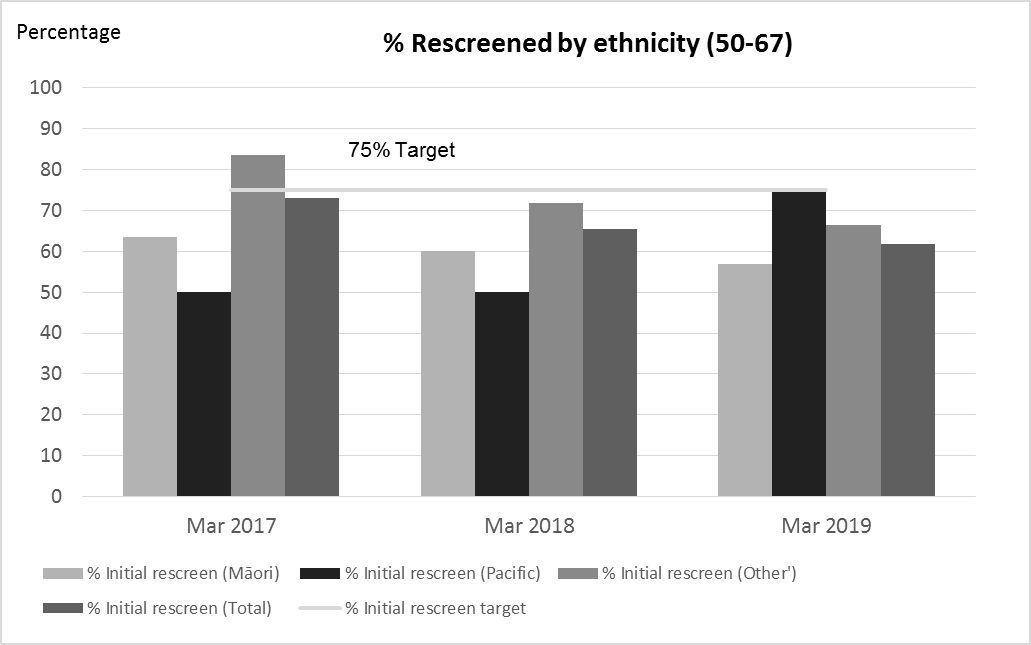 Percentage
% Rescreened by ethnicity (50-67)
100
90
75% Target
80
70
60
50
40
30
20
10
0
Mar 2017 Mar 2018 Mar 2019
% Initial rescreen (Māori) % Initial rescreen (Pacific) % Initial rescreen (Other')
% Initial rescreen (Total) % Initial rescreen target